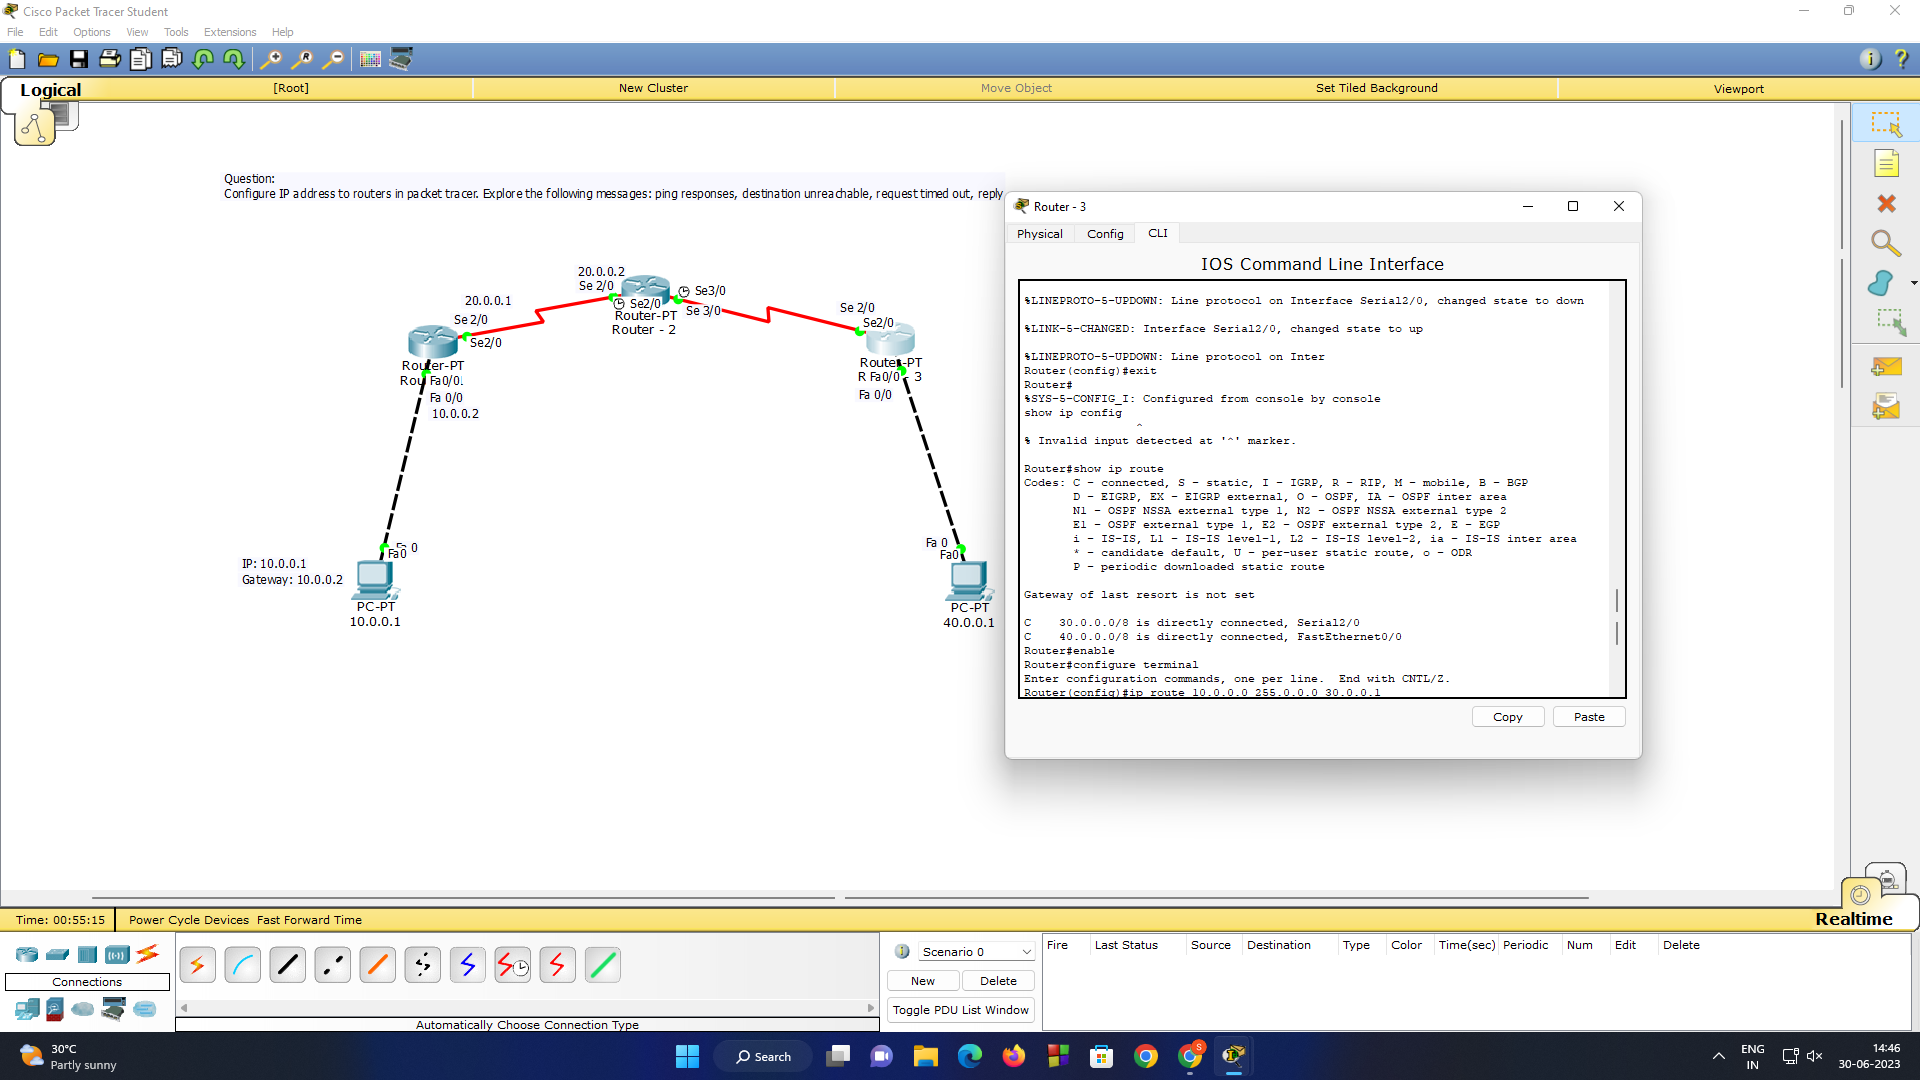 Cisco Packet Tracer Student
File Edit Options View Tools Extensions Help
Logical [Root] New Cluster Move Object Set Tiled Background Viewport
Question:
Configure IP address to routers in packet tracer. Explore the following messages: ping responses, destination unreachable, request timed out, reply
20.0.0.2
Se 2/0
Se3/0
Se2/0
Se 3/0
Router-PT
Router - 2
20.0.0.1
Se 2/0
Se2/0
Router-PT
Rou Fa0/0
Fa 0/0
10.0.0.2
Se 2/0
Se2/0
Router-PT
R Fa0/0 - 3
Fa 0/0
Fa 0
Fa0
IP: 10.0.0.1
Gateway: 10.0.0.2
PC-PT
10.0.0.1
Fa 0
Fa0
PC-PT
40.0.0.1
Router - 3
Physical Config CLI
IOS Command Line Interface
%LINEPROTO-5-UPDOWN: Line protocol on Interface Serial2/0, changed state to down
%LINK-5-CHANGED: Interface Serial2/0, changed state to up
%LINEPROTO-5-UPDOWN: Line protocol on Inter
Router(config)#exit
Router#
%SYS-5-CONFIG_I: Configured from console by console
show ip config
^
% Invalid input detected at '^' marker.
Router#show ip route
Codes: C - connected, S - static, I - IGRP, R - RIP, M - mobile, B - BGP
D - EIGRP, EX - EIGRP external, O - OSPF, IA - OSPF inter area
N1 - OSPF NSSA external type 1, N2 - OSPF NSSA external type 2
E1 - OSPF external type 1, E2 - OSPF external type 2, E - EGP
i - IS-IS, L1 - IS-IS level-1, L2 - IS-IS level-2, ia - IS-IS inter area
* - candidate default, U - per-user static route, o - ODR
P - periodic downloaded static route
Gateway of last resort is not set
C 30.0.0.0/8 is directly connected, Serial2/0
C 40.0.0.0/8 is directly connected, FastEthernet0/0
Router#enable
Router#configure terminal
Enter configuration commands, one per line. End with CNTL/Z.
Router(config)#ip route 10.0.0.0 255.0.0.0 30.0.0.1
Copy Paste
Time: 00:55:15 Power Cycle Devices Fast Forward Time Realtime
Connections
Automatically Choose Connection Type
Scenario 0
New Delete
Toggle PDU List Window
Fire Last Status Source Destination Type Color Time(sec) Periodic Num Edit Delete
30°C
Partly sunny
Search
S
ENG
IN
14:46
30-06-2023